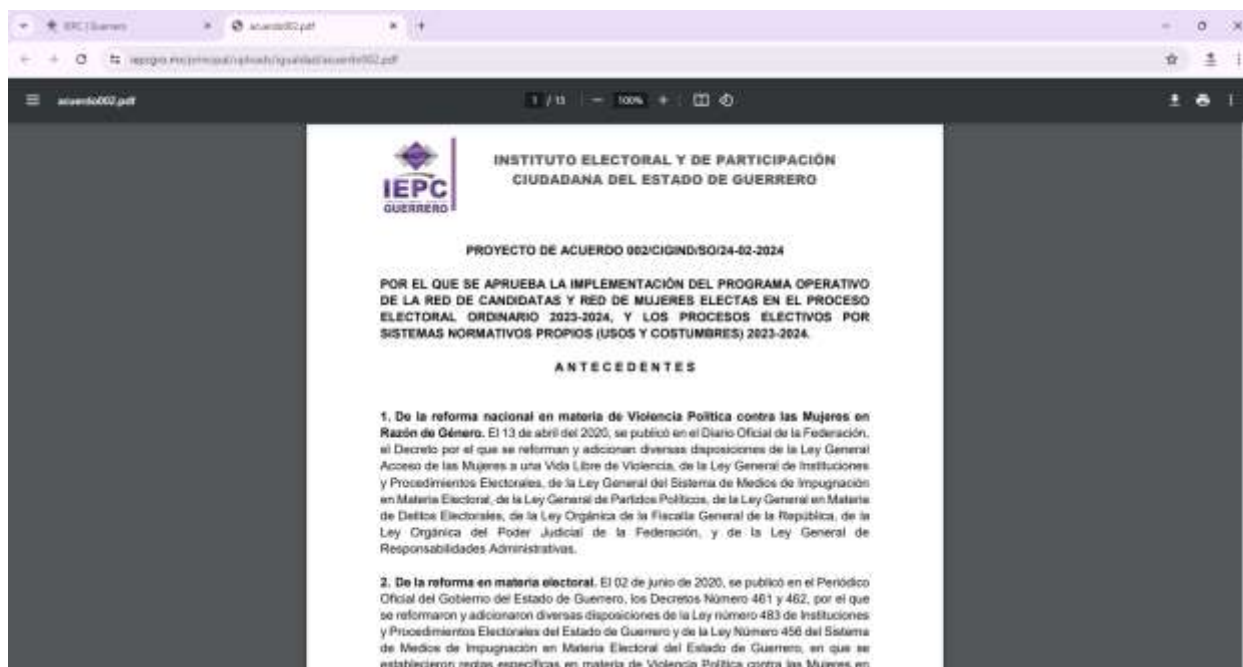 IEPC | Guerrero
acuerdo002.pdf
iepcgro.mx/principal/uploads/igualdad/acuerdo002.pdf
acuerdo002.pdf
1 / 13
100%
IEPC
GUERRERO
INSTITUTO ELECTORAL Y DE PARTICIPACIÓN
CIUDADANA DEL ESTADO DE GUERRERO
PROYECTO DE ACUERDO 002/CIGIND/SO/24-02-2024
POR EL QUE SE APRUEBA LA IMPLEMENTACIÓN DEL PROGRAMA OPERATIVO
DE LA RED DE CANDIDATAS Y RED DE MUJERES ELECTAS EN EL PROCESO
ELECTORAL ORDINARIO 2023-2024, Y LOS PROCESOS ELECTIVOS POR
SISTEMAS NORMATIVOS PROPIOS (USOS Y COSTUMBRES) 2023-2024.
ANTECEDENTES
1. De la reforma nacional en materia de Violencia Política contra las Mujeres en
Razón de Género. El 13 de abril del 2020, se publicó en el Diario Oficial de la Federación,
el Decreto por el que se reforman y adicionan diversas disposiciones de la Ley General
Acceso de las Mujeres a una Vida Libre de Violencia, de la Ley General de Instituciones
y Procedimientos Electorales, de la Ley General del Sistema de Medios de Impugnación
en Materia Electoral, de la Ley General de Partidos Políticos, de la Ley General en Materia
de Delitos Electorales, de la Ley Orgánica de la Fiscalía General de la República, de la
Ley Orgánica del Poder Judicial de la Federación, y de la Ley General de
Responsabilidades Administrativas.
2. De la reforma en materia electoral. El 02 de junio de 2020, se publicó en el Periódico
Oficial del Gobierno del Estado de Guerrero, los Decretos Número 461 y 462, por el que
se reformaron y adicionaron diversas disposiciones de la Ley número 483 de Instituciones
y Procedimientos Electorales del Estado de Guerrero y de la Ley Número 456 del Sistema
de Medios de Impugnación en Materia Electoral del Estado de Guerrero, en que se
establecieron reglas específicas en materia de Violencia Política contra las Mujeres en